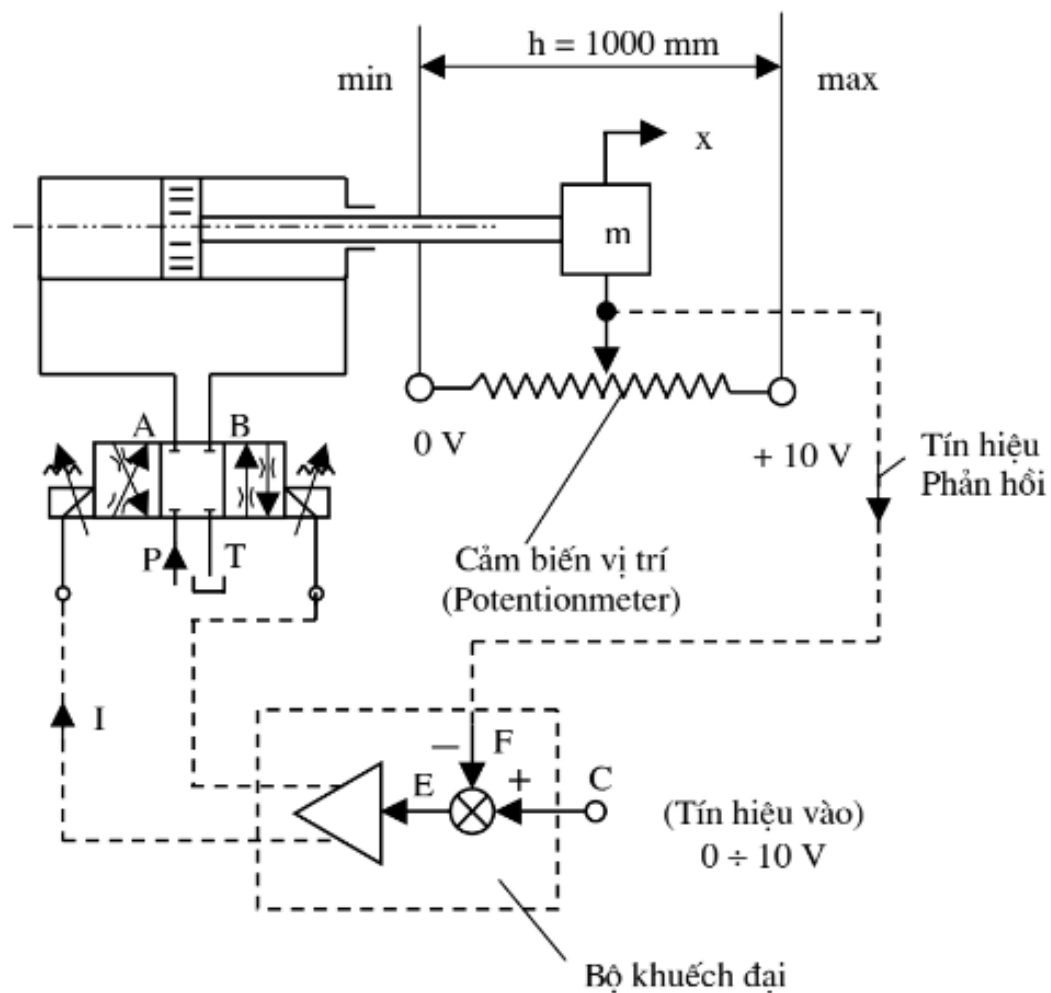 h = 1000 mm
min
max
x
m
A
B
0 V
+ 10 V
Tín hiệu
Phản hồi
P
T
Cảm biến vị trí
(Potentionmeter)
I
F
E
C
(Tín hiệu vào)
0 ÷ 10 V
Bộ khuếch đại